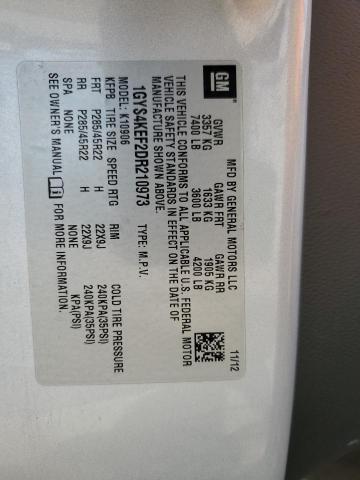 GM
MFD BY GENERAL MOTORS LLC 11/12
GVWR GAWR FRT GAWR RR
3357 KG 1633 KG 1906 KG
7400 LB 3600 LB 4200 LB
THIS VEHICLE CONFORMS TO ALL APPLICABLE U.S. FEDERAL MOTOR
VEHICLE SAFETY STANDARDS IN EFFECT ON THE DATE OF
MANUFACTURE SHOWN ABOVE.
1GYS4KEF2DR210973 TYPE: M.P.V.
MODEL: K10906
KFPB TIRE SIZE SPEED RTG RIM COLD TIRE PRESSURE
FRT P285/45R22 H 22X9J 240KPA(35PSI)
RR P285/45R22 H 22X9J 240KPA(35PSI)
SPA NONE NONE KPA(PSI)
SEE OWNER'S MANUAL i FOR MORE INFORMATION.